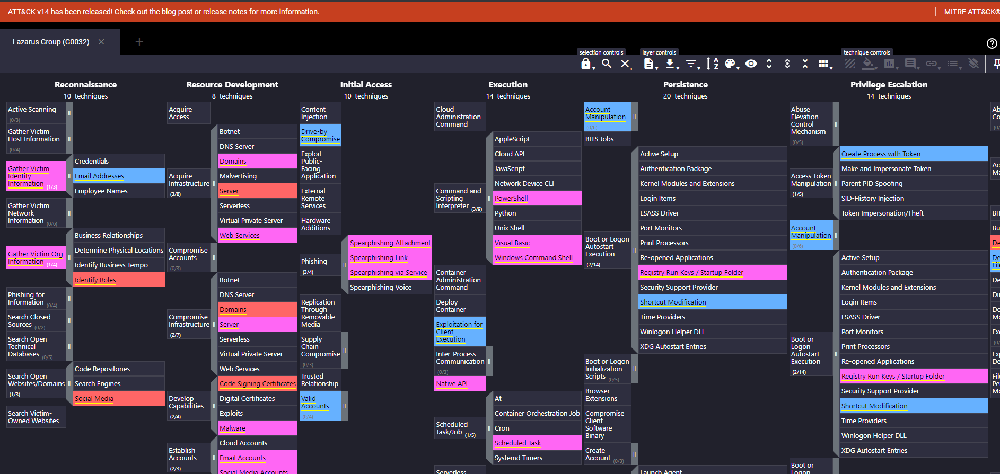 ATT&CK v14 has been released! Check out the blog post or release notes for more information.
MITRE ATT&CK®
Lazarus Group (G0032)
selection controls
layer controls
technique controls
0
Reconnaissance
10 techniques
Active Scanning
(0/3)
Gather Victim
Host Information
(0/4)
Gather Victim
Identity
Information (1/3)
Credentials
Email Addresses
Employee Names
Gather Victim
Network
Information (0/6)
Gather Victim Org
Information (1/4)
Business Relationships
Determine Physical Locations
Identify Business Tempo
Identify Roles
Phishing for
Information (0/4)
Search Closed
Sources (0/2)
Search Open
Technical
Databases (0/5)
Search Open
Websites/Domains
(1/3)
Code Repositories
Search Engines
Social Media
Search Victim-
Owned Websites
Resource Development
8 techniques
Acquire
Access
Acquire
Infrastructure
(3/8)
Botnet
DNS Server
Domains
Malvertising
Server
Serverless
Virtual Private Server
Web Services
Compromise
Accounts
(0/3)
Compromise
Infrastructure
(2/7)
Botnet
DNS Server
Domains
Server
Serverless
Virtual Private Server
Web Services
Develop
Capabilities
(2/4)
Code Signing Certificates
Digital Certificates
Exploits
Malware
Establish
Accounts
(2/3)
Cloud Accounts
Email Accounts
Social Media Accounts
Initial Access
10 techniques
Content
Injection
Drive-by
Compromise
Exploit
Public-
Facing
Application
External
Remote
Services
Hardware
Additions
Phishing
(3/4)
Spearphishing Attachment
Spearphishing Link
Spearphishing via Service
Spearphishing Voice
Replication
Through
Removable
Media
Supply
Chain
Compromise
(0/3)
Trusted
Relationship
Valid
Accounts
(0/4)
Execution
14 techniques
Cloud
Administration
Command
Command and
Scripting
Interpreter (3/9)
AppleScript
Cloud API
JavaScript
Network Device CLI
PowerShell
Python
Unix Shell
Visual Basic
Windows Command Shell
Container
Administration
Command
Deploy
Container
Exploitation for
Client
Execution
Inter-Process
Communication
(0/3)
Native API
Scheduled
Task/Job (1/5)
At
Container Orchestration Job
Cron
Scheduled Task
Systemd Timers
Serverless
Persistence
20 techniques
Account
Manipulation
(0/6)
BITS Jobs
Boot or Logon
Autostart
Execution
(2/14)
Active Setup
Authentication Package
Kernel Modules and Extensions
Login Items
LSASS Driver
Port Monitors
Print Processors
Re-opened Applications
Registry Run Keys / Startup Folder
Security Support Provider
Shortcut Modification
Time Providers
Winlogon Helper DLL
XDG Autostart Entries
Boot or Logon
Initialization
Scripts (0/5)
Browser
Extensions
Compromise
Client
Software
Binary
Create
Account (0/3)
Launch Agent
Privilege Escalation
14 techniques
Abuse
Elevation
Control
Mechanism
(0/5)
Access Token
Manipulation
(1/5)
Create Process with Token
Make and Impersonate Token
Parent PID Spoofing
SID-History Injection
Token Impersonation/Theft
Account
Manipulation
(0/6)
Boot or
Logon
Autostart
Execution
(2/14)
Active Setup
Authentication Package
Kernel Modules and Extensions
Login Items
LSASS Driver
Port Monitors
Print Processors
Re-opened Applications
Registry Run Keys / Startup Folder
Security Support Provider
Shortcut Modification
Time Providers
Winlogon Helper DLL
XDG Autostart Entries
Boot or
Logon